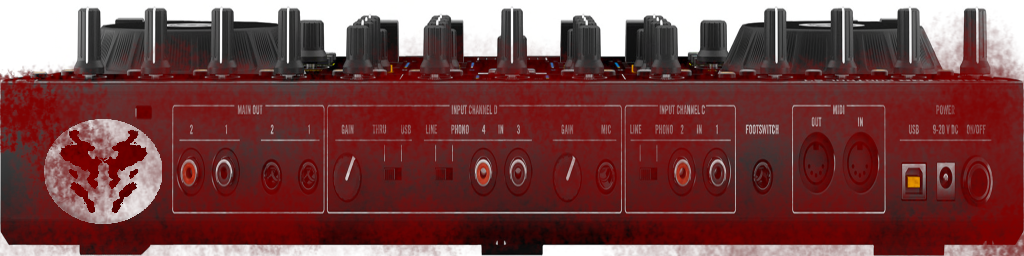 MAIN OUT
2 1 2 1
INPUT CHANNEL D
GAIN THRU USB LINE PHONO 4 IN 3 GAIN MIC
INPUT CHANNEL C
LINE PHONO 2 IN 1
FOOTSWITCH
MIDI
OUT IN
POWER
USB 9-20 V DC ON/OFF